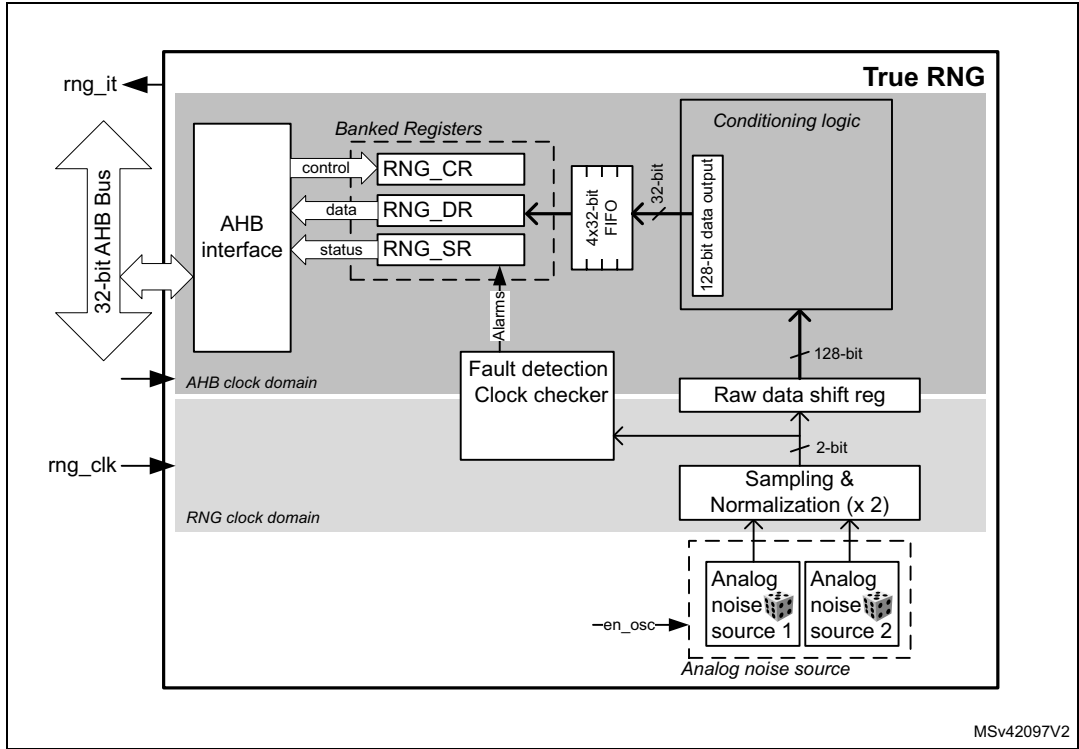 True RNG
rng_it
32-bit AHB Bus
AHB
interface
Banked Registers
control
RNG_CR
data
RNG_DR
status
RNG_SR
4x32-bit
FIFO
32-bit
Conditioning logic
128-bit data output
Alarms
128-bit
AHB clock domain
Fault detection
Clock checker
Raw data shift reg
2-bit
rng_clk
Sampling &
Normalization (x 2)
RNG clock domain
Analog
noise
source 1
Analog
noise
source 2
en_osc
Analog noise source
MSv42097V2